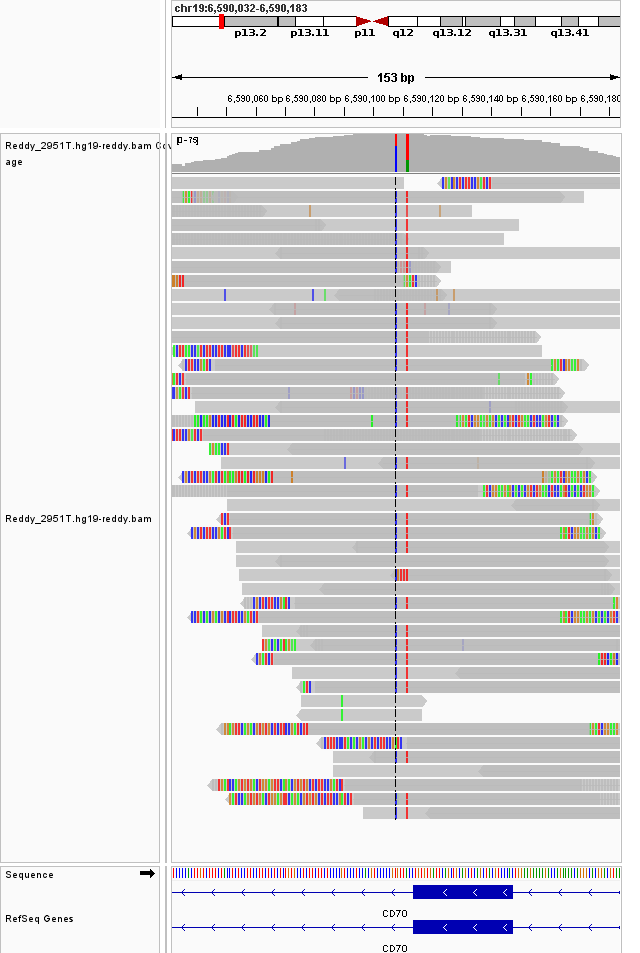 chr19:6,590,032-6,590,183
p13.2 p13.11 p11 q12 q13.12 q13.31 q13.41
153 bp
6,590,060 bp 6,590,080 bp 6,590,100 bp 6,590,120 bp 6,590,140 bp 6,590,160 bp 6,590,180
Reddy_2951T.hg19-reddy.bam Cov
age
[0-79]
Reddy_2951T.hg19-reddy.bam
Sequence
CD70
RefSeq Genes
CD70